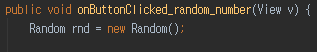 public void onButtonClicked_random_number(View v) {
    Random rnd = new Random();